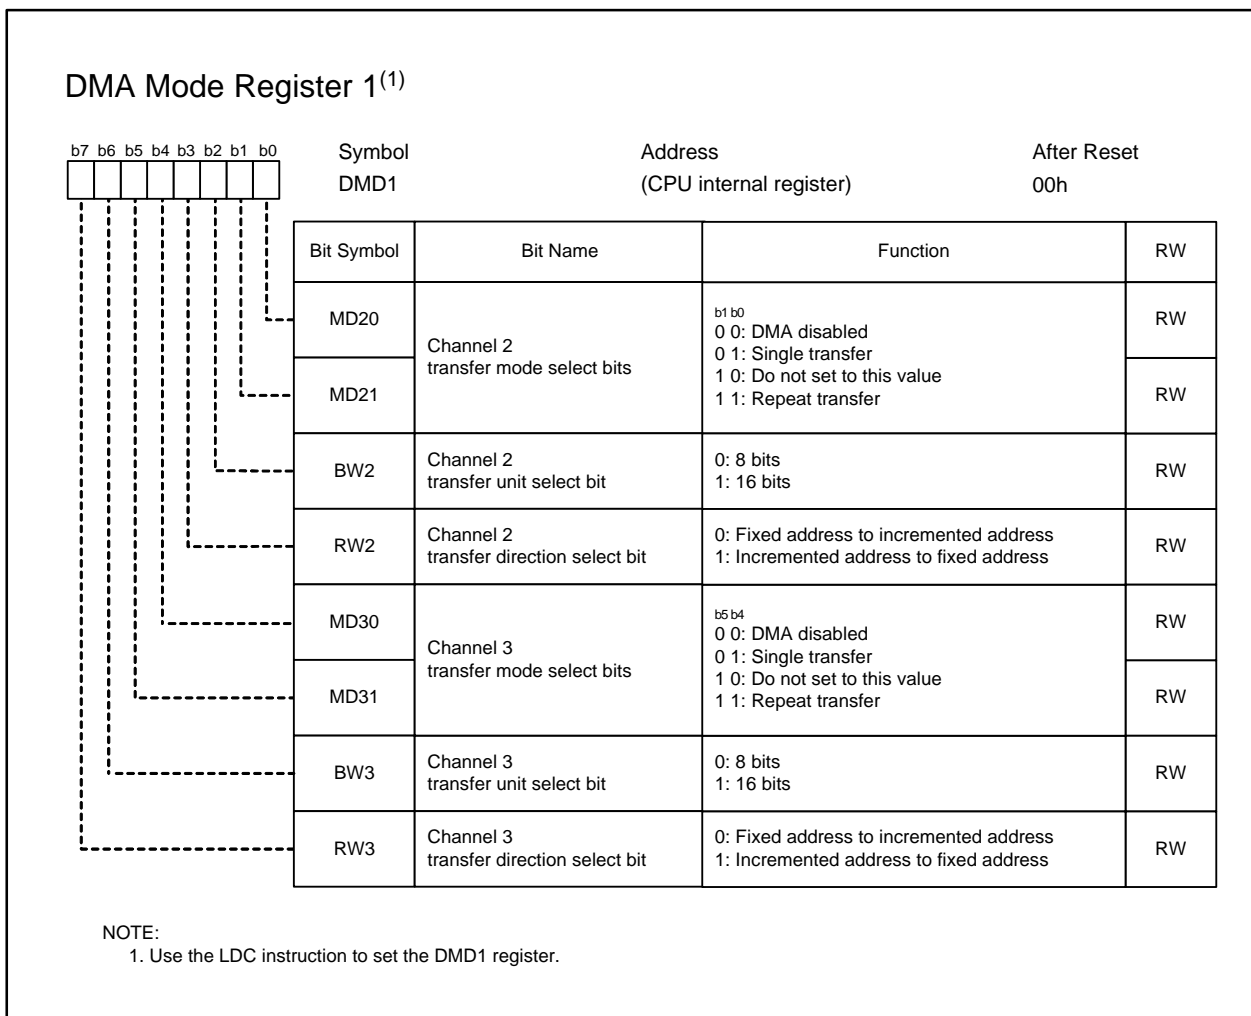 DMA Mode Register 1(1)
b7 b6 b5 b4 b3 b2 b1 b0
Symbol Address After Reset
DMD1 (CPU internal register) 00h
Bit Symbol Bit Name Function RW
MD20
MD21
Channel 2
transfer mode select bits
b1 b0
0 0: DMA disabled
0 1: Single transfer
1 0: Do not set to this value
1 1: Repeat transfer
RW
RW
BW2
Channel 2
transfer unit select bit
0: 8 bits
1: 16 bits
RW
RW2
Channel 2
transfer direction select bit
0: Fixed address to incremented address
1: Incremented address to fixed address
RW
MD30
MD31
Channel 3
transfer mode select bits
b5 b4
0 0: DMA disabled
0 1: Single transfer
1 0: Do not set to this value
1 1: Repeat transfer
RW
RW
BW3
Channel 3
transfer unit select bit
0: 8 bits
1: 16 bits
RW
RW3
Channel 3
transfer direction select bit
0: Fixed address to incremented address
1: Incremented address to fixed address
RW
NOTE:
1. Use the LDC instruction to set the DMD1 register.